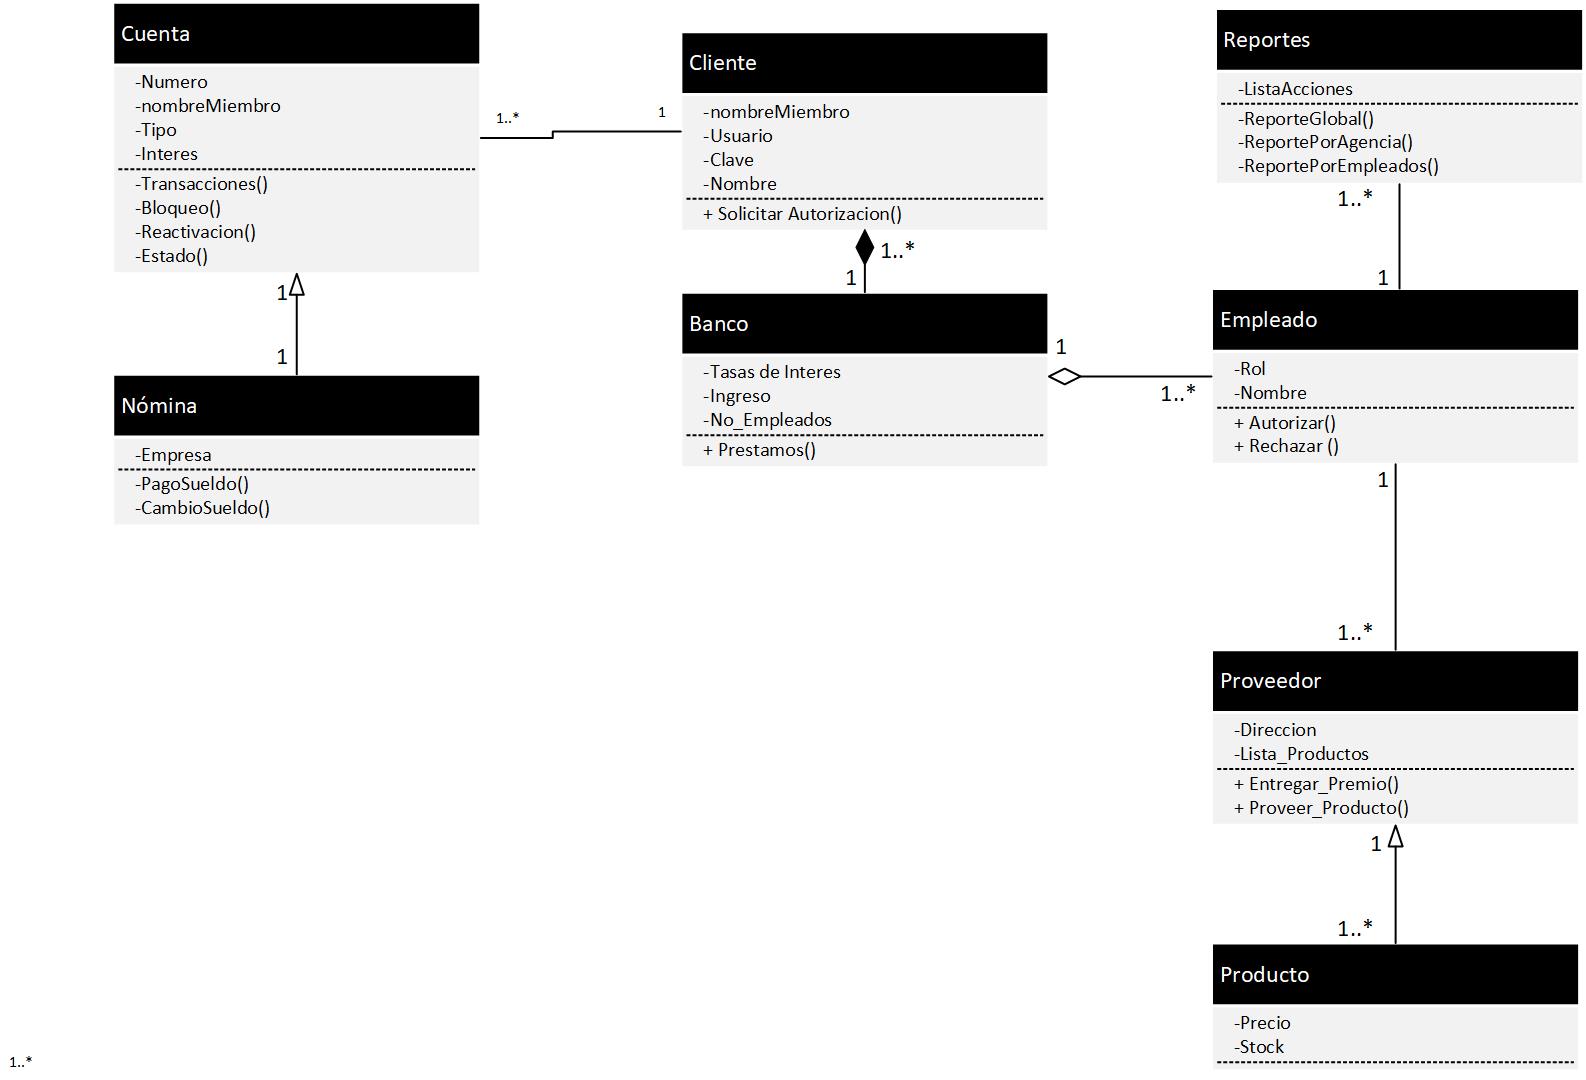 Cuenta
-Numero
-nombreMiembro
-Tipo
-Interes
-Transacciones()
-Bloqueo()
-Reactivacion()
-Estado()
1..*
1
Cliente
-nombreMiembro
-Usuario
-Clave
-Nombre
+ Solicitar Autorizacion()
Reportes
-ListaAcciones
-ReporteGlobal()
-ReportePorAgencia()
-ReportePorEmpleados()
1..*
1
1..*
1
1
1
Nómina
-Empresa
-PagoSueldo()
-CambioSueldo()
Banco
-Tasas de Interes
-Ingreso
-No_Empleados
+ Prestamos()
1
1..*
Empleado
-Rol
-Nombre
+ Autorizar()
+ Rechazar ()
1
1..*
Proveedor
-Direccion
-Lista_Productos
+ Entregar_Premio()
+ Proveer_Producto()
1
1..*
Producto
-Precio
-Stock
1..*